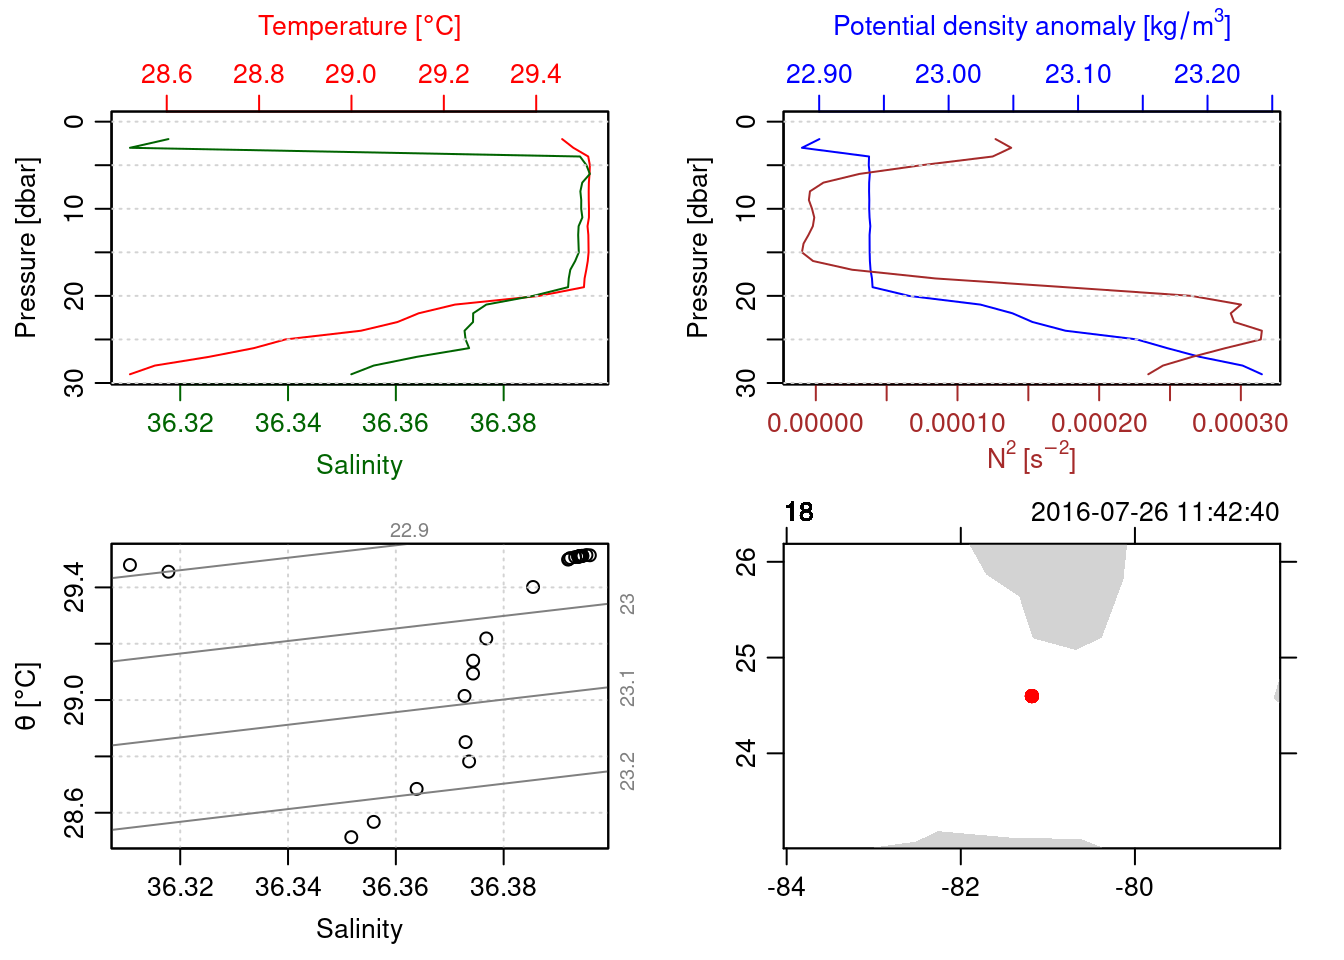 Temperature [°C]
28.6 28.8 29.0 29.2 29.4
Pressure [dbar]
0
10
20
30
36.32 36.34 36.36 36.38
Salinity
Potential density anomaly [kg/m³]
22.90 23.00 23.10 23.20
Pressure [dbar]
0
10
20
30
0.00000 0.00010 0.00020 0.00030
N² [s⁻²]
22.9
θ [°C]
29.4
29.0
28.6
23
23.1
23.2
36.32 36.34 36.36 36.38
Salinity
18 2016-07-26 11:42:40
26
25
24
-84 -82 -80